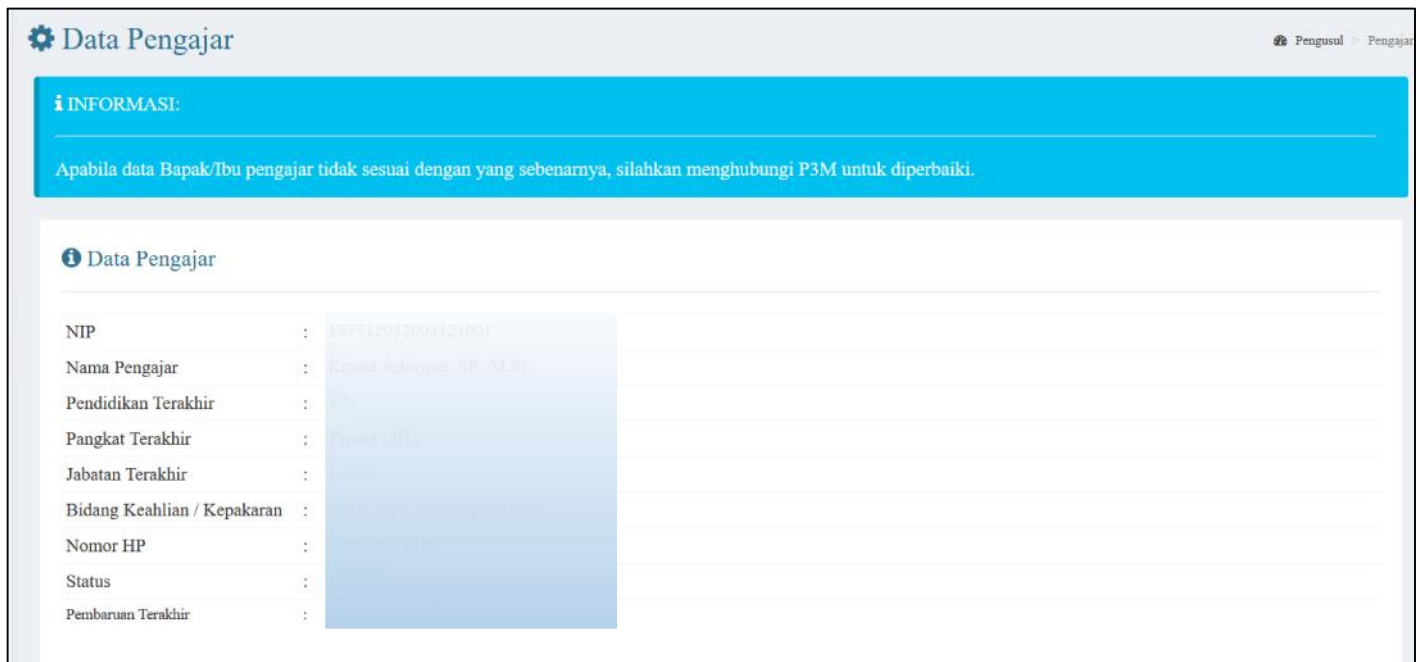 Data Pengajar
Pengusul > Pengajar
INFORMASI:
Apabila data Bapak/Ibu pengajar tidak sesuai dengan yang sebenarnya, silahkan menghubungi P3M untuk diperbaiki.
Data Pengajar
NIP :
Nama Pengajar :
Pendidikan Terakhir :
Pangkat Terakhir :
Jabatan Terakhir :
Bidang Keahlian / Kepakaran :
Nomor HP :
Status :
Pembaruan Terakhir :